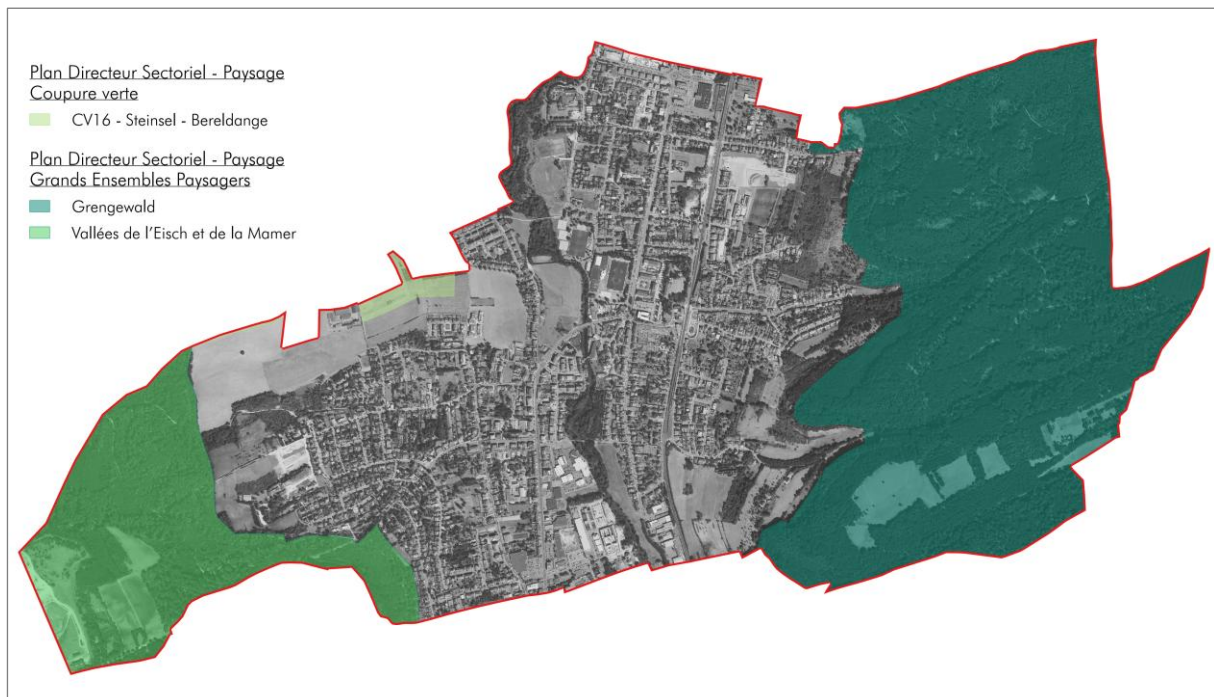 Plan Directeur Sectoriel - Paysage
Coupure verte
CV16 - Steinsel - Bereldange
Plan Directeur Sectoriel - Paysage
Grands Ensembles Paysagers
Grengewald
Vallées de l'Eisch et de la Mamer